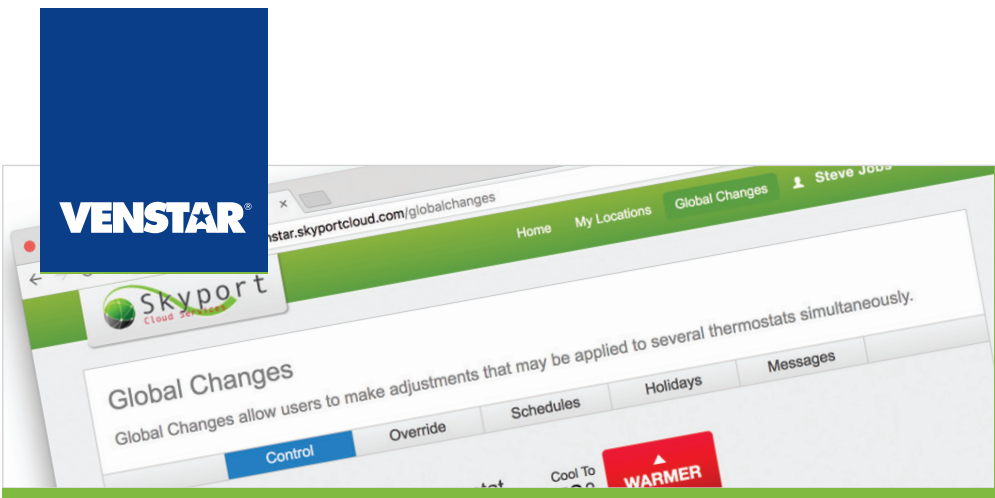 VENSTAR®
nstar.skyportcloud.com/globalchanges
Home My Locations Global Changes Steve Jobs
Skyport
Cloud Services
Global Changes
Global Changes allow users to make adjustments that may be applied to several thermostats simultaneously.
Control Override Schedules Holidays Messages
Cool To
WARMER